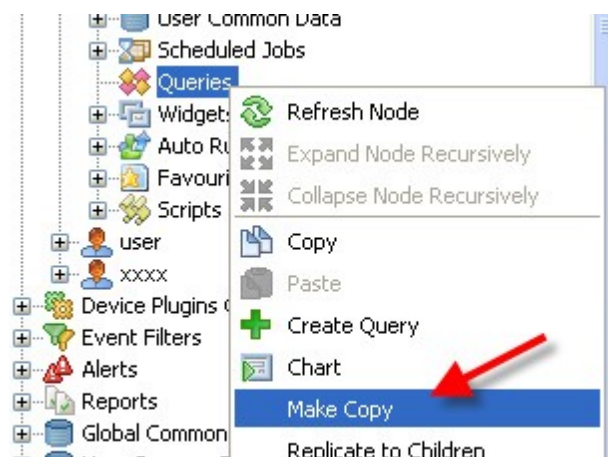 User Common Data
Scheduled Jobs
Queries
Widget
Refresh Node
Auto Ru
Expand Node Recursively
Favouri
Collapse Node Recursively
Scripts
user
Copy
xxxx
Paste
Device Plugins
Create Query
Event Filters
Alerts
Chart
Reports
Make Copy
Global Common
Replicate to Children